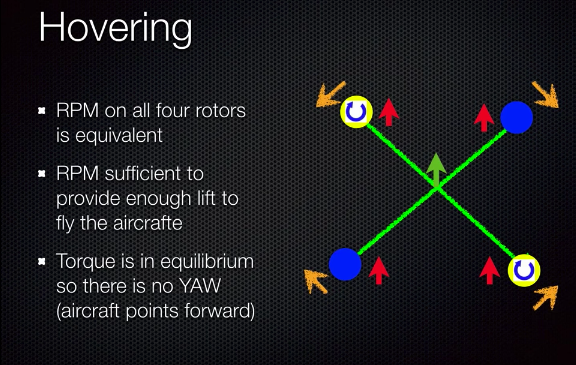 Hovering
RPM on all four rotors
is equivalent
RPM sufficient to
provide enough lift to
fly the aircrafte
Torque is in equilibrium
so there is no YAW
(aircraft points forward)